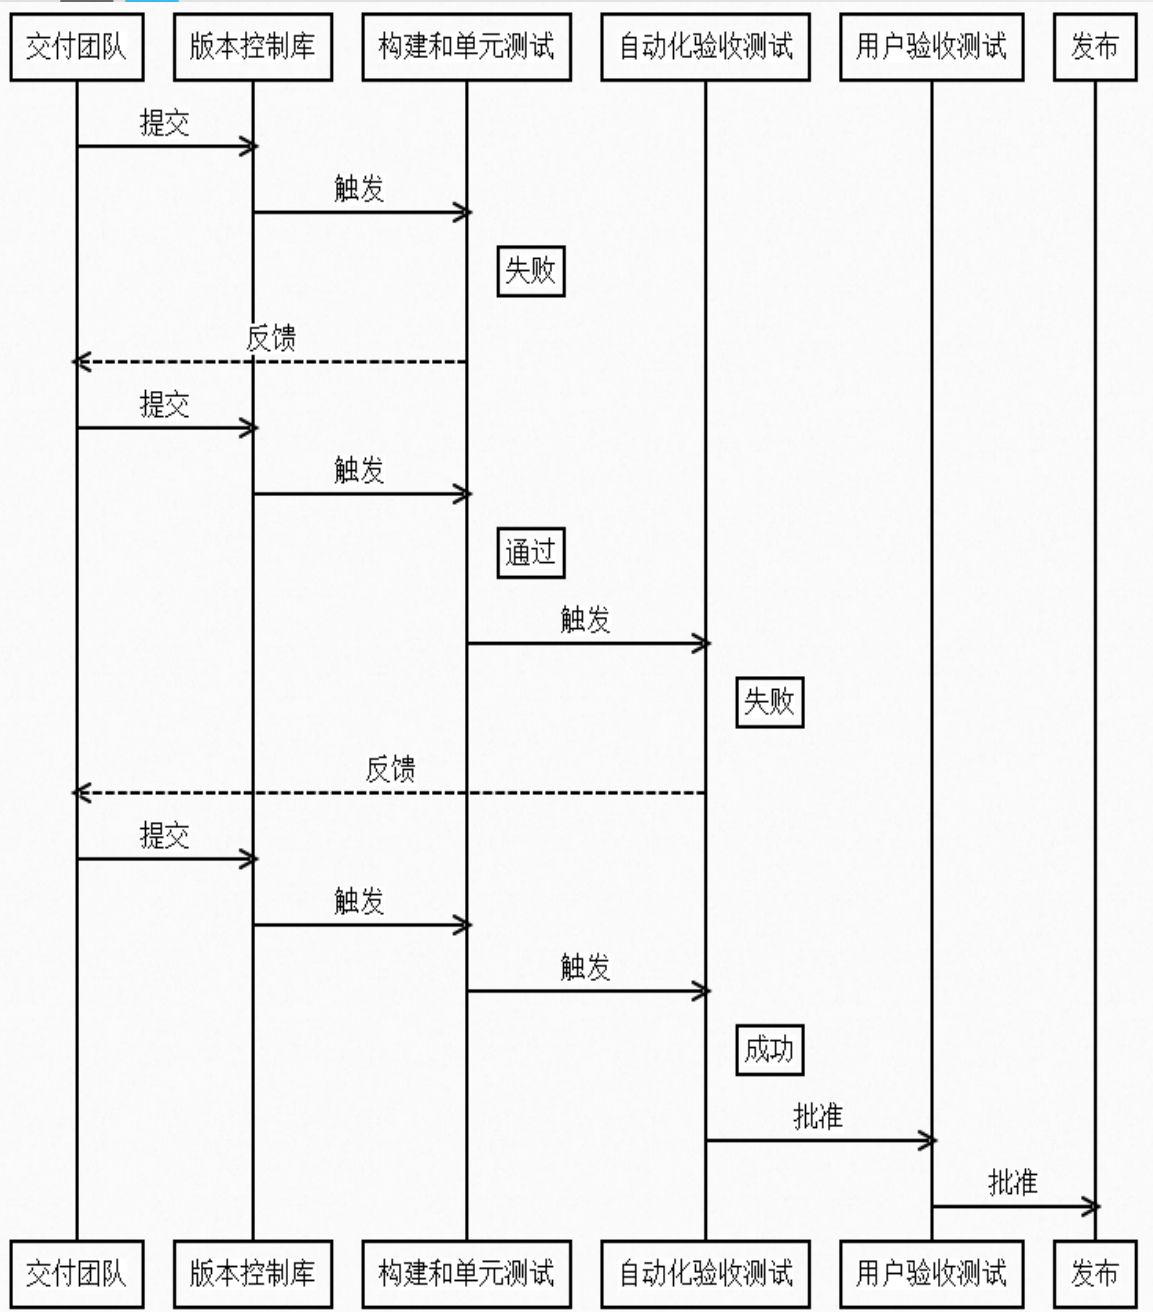 交付团队
版本控制库
构建和单元测试
自动化验收测试
用户验收测试
发布
提交
触发
失败
反馈
提交
触发
通过
触发
失败
反馈
提交
触发
触发
成功
批准
批准
交付团队
版本控制库
构建和单元测试
自动化验收测试
用户验收测试
发布